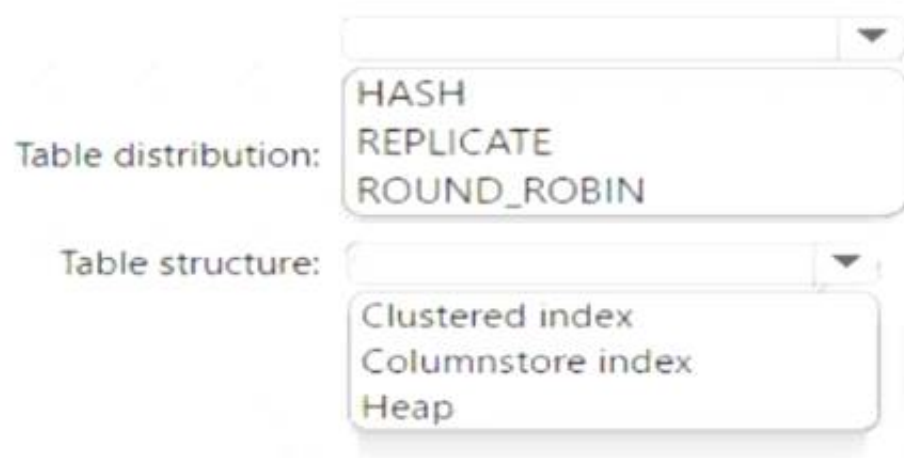 HASH
REPLICATE
Table distribution:
ROUND_ROBIN
Table structure:
Clustered index
Columnstore index
Heap